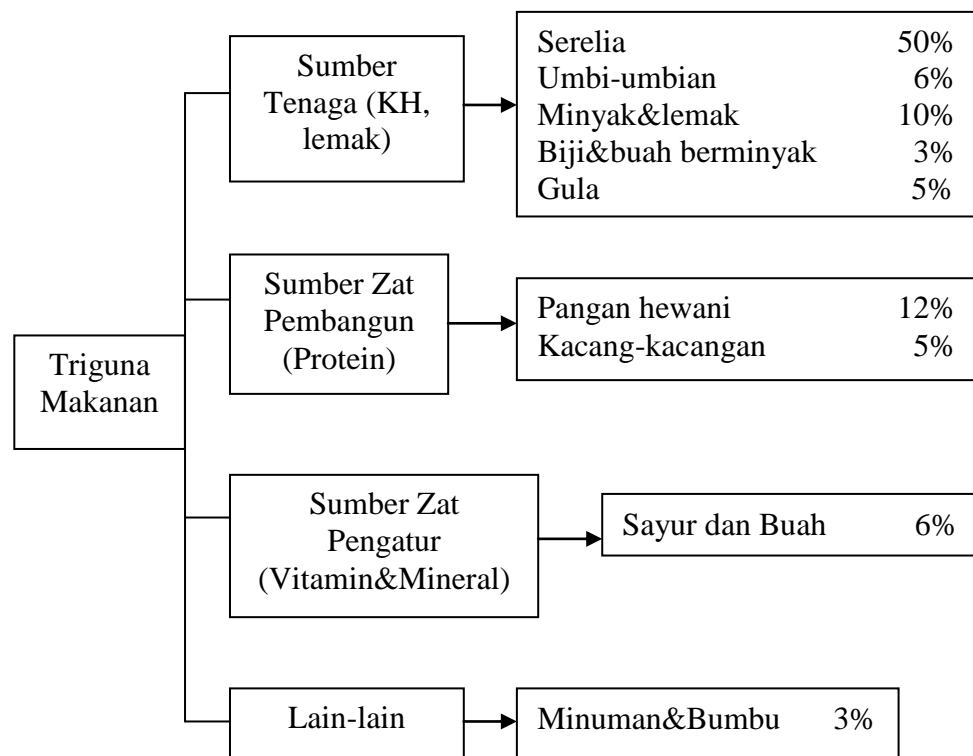 Triguna
Makanan
Sumber
Tenaga (KH,
lemak)
Serelia 50%
Umbi-umbian 6%
Minyak&lemak 10%
Biji&buah berminyak 3%
Gula 5%
Sumber Zat
Pembangun
(Protein)
Pangan hewani 12%
Kacang-kacangan 5%
Sumber Zat
Pengatur
(Vitamin&Mineral)
Sayur dan Buah 6%
Lain-lain
Minuman&Bumbu 3%